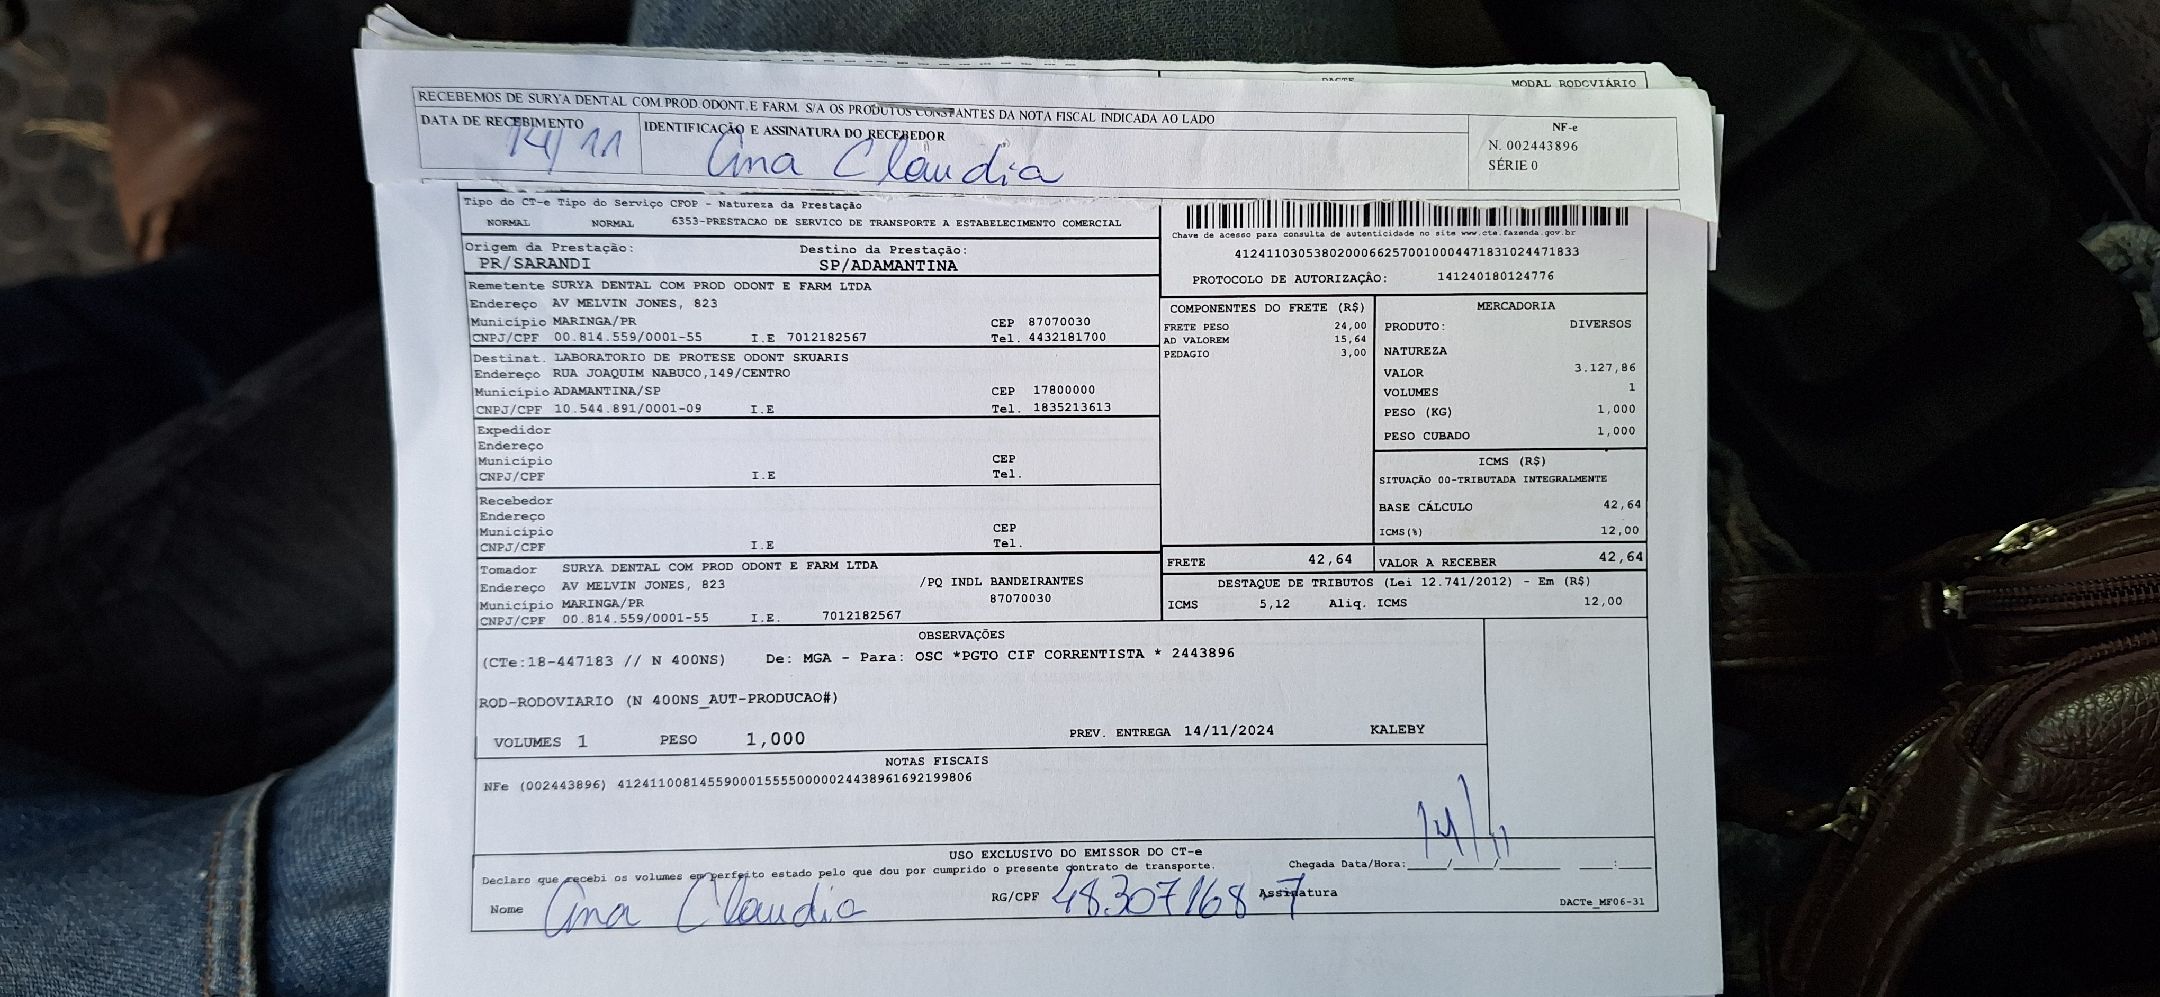 MODAL RODOVIÁRIO
RECEBEMOS DE SURYA DENTAL COM PROD ODONT.E FARM. S/A OS PRODUTOS CONSTANTES DA NOTA FISCAL INDICADA AO LADO
DATA DE RECEBIMENTO IDENTIFICAÇÃO E ASSINATURA DO RECEBEDOR NF-e
14/11 Ana Claudia N. 002443896
SÉRIE 0
Tipo do CT-e Tipo do Serviço CFOP - Natureza da Prestação
NORMAL NORMAL 6353-PRESTACAO DE SERVICO DE TRANSPORTE A ESTABELECIMENTO COMERCIAL
Chave de acesso para consulta de autenticidade no site www.cte.fazenda.gov.br
41241103053802000662570010004471831024471833
PROTOCOLO DE AUTORIZAÇÃO: 141240180124776
Origem da Prestação: Destino da Prestação:
PR/SARANDI SP/ADAMANTINA
Remetente SURYA DENTAL COM PROD ODONT E FARM LTDA
Endereço AV MELVIN JONES, 823
Município MARINGA/PR CEP 87070030
CNPJ/CPF 00.814.559/0001-55 I.E 7012182567 Tel. 4432181700
Destinat. LABORATORIO DE PROTESE ODONT SKUARIS
Endereço RUA JOAQUIM NABUCO,149/CENTRO
Município ADAMANTINA/SP CEP 17800000
CNPJ/CPF 10.544.891/0001-09 I.E Tel. 1835213613
Expedidor
Endereço
Município CEP
CNPJ/CPF I.E Tel.
Recebedor
Endereço
Município CEP
CNPJ/CPF I.E Tel.
Tomador SURYA DENTAL COM PROD ODONT E FARM LTDA
Endereço AV MELVIN JONES, 823 /PQ INDL BANDEIRANTES
Município MARINGA/PR 87070030
CNPJ/CPF 00.814.559/0001-55 I.E. 7012182567
COMPONENTES DO FRETE (R$)
FRETE PESO 24,00
AD VALOREM 15,64
PEDAGIO 3,00
MERCADORIA
PRODUTO: DIVERSOS
NATUREZA
VALOR 3.127,86
VOLUMES 1
PESO (KG) 1,000
PESO CUBADO 1,000
ICMS (R$)
SITUAÇÃO 00-TRIBUTADA INTEGRALMENTE
BASE CÁLCULO 42,64
ICMS(%) 12,00
FRETE 42,64 VALOR A RECEBER 42,64
DESTAQUE DE TRIBUTOS (Lei 12.741/2012) - Em (R$)
ICMS 5,12 Aliq. ICMS 12,00
OBSERVAÇÕES
(CTe:18-447183 // N 400NS) De: MGA - Para: OSC *PGTO CIF CORRENTISTA * 2443896
ROD-RODOVIARIO (N 400NS_AUT-PRODUCAO#)
VOLUMES 1 PESO 1,000 PREV. ENTREGA 14/11/2024 KALEBY
NOTAS FISCAIS
NFe (002443896) 41241100814559000155550000024438961692199806
14/11
USO EXCLUSIVO DO EMISSOR DO CT-e
Declaro que recebi os volumes em perfeito estado pelo que dou por cumprido o presente contrato de transporte. Chegada Data/Hora:___/___/_____ ___:___
Nome Ana Claudia RG/CPF 48.307168 7 Assinatura DACTe_MF06-31